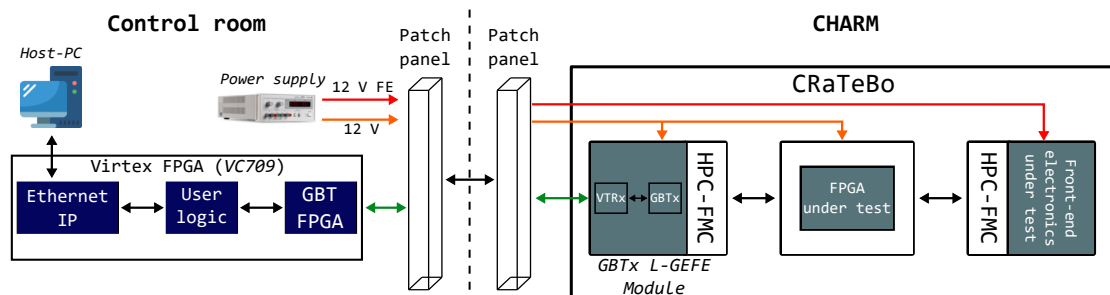 Control room
CHARM
Host-PC
Power supply
12 V FE
12 V
Patch
panel
Patch
panel
CRaTeBo
Virtex FPGA (VC709)
Ethernet
IP
User
logic
GBT
FPGA
VTRx
GBTx
HPC-FMC
GBTx L-GEFE
Module
FPGA
under test
HPC-FMC
Front-end
electronics
under test